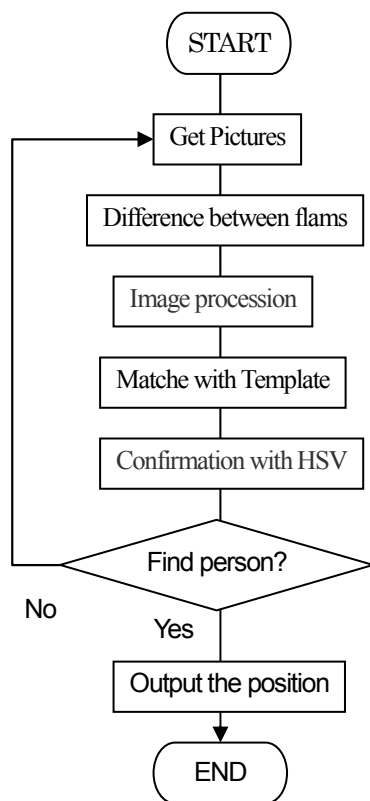 START
Get Pictures
Difference between flams
Image procession
Matche with Template
Confirmation with HSV
Find person?
No
Yes
Output the position
END